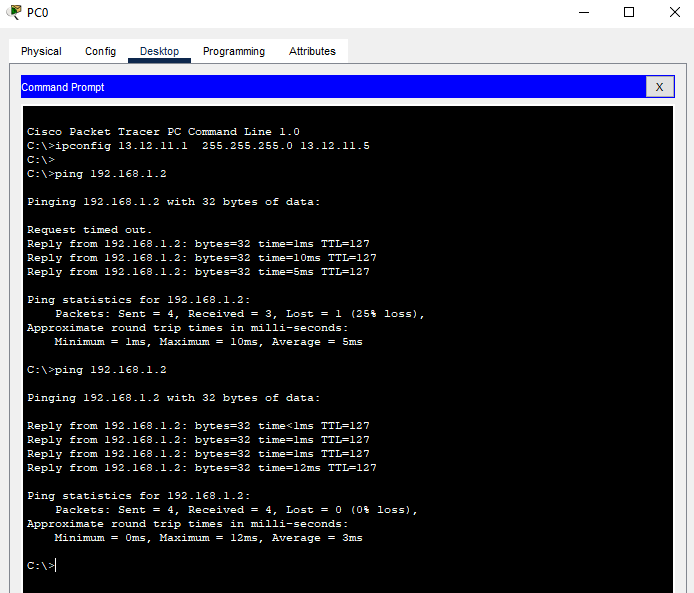 PC0
Physical Config Desktop Programming Attributes
Command Prompt
X
Cisco Packet Tracer PC Command Line 1.0
C:\>ipconfig 13.12.11.1  255.255.255.0 13.12.11.5
C:\>
C:\>ping 192.168.1.2
Pinging 192.168.1.2 with 32 bytes of data:
Request timed out.
Reply from 192.168.1.2: bytes=32 time=1ms TTL=127
Reply from 192.168.1.2: bytes=32 time=10ms TTL=127
Reply from 192.168.1.2: bytes=32 time=5ms TTL=127
Ping statistics for 192.168.1.2:
    Packets: Sent = 4, Received = 3, Lost = 1 (25% loss),
Approximate round trip times in milli-seconds:
    Minimum = 1ms, Maximum = 10ms, Average = 5ms
C:\>ping 192.168.1.2
Pinging 192.168.1.2 with 32 bytes of data:
Reply from 192.168.1.2: bytes=32 time<1ms TTL=127
Reply from 192.168.1.2: bytes=32 time=1ms TTL=127
Reply from 192.168.1.2: bytes=32 time=1ms TTL=127
Reply from 192.168.1.2: bytes=32 time=12ms TTL=127
Ping statistics for 192.168.1.2:
    Packets: Sent = 4, Received = 4, Lost = 0 (0% loss),
Approximate round trip times in milli-seconds:
    Minimum = 0ms, Maximum = 12ms, Average = 3ms
C:\>